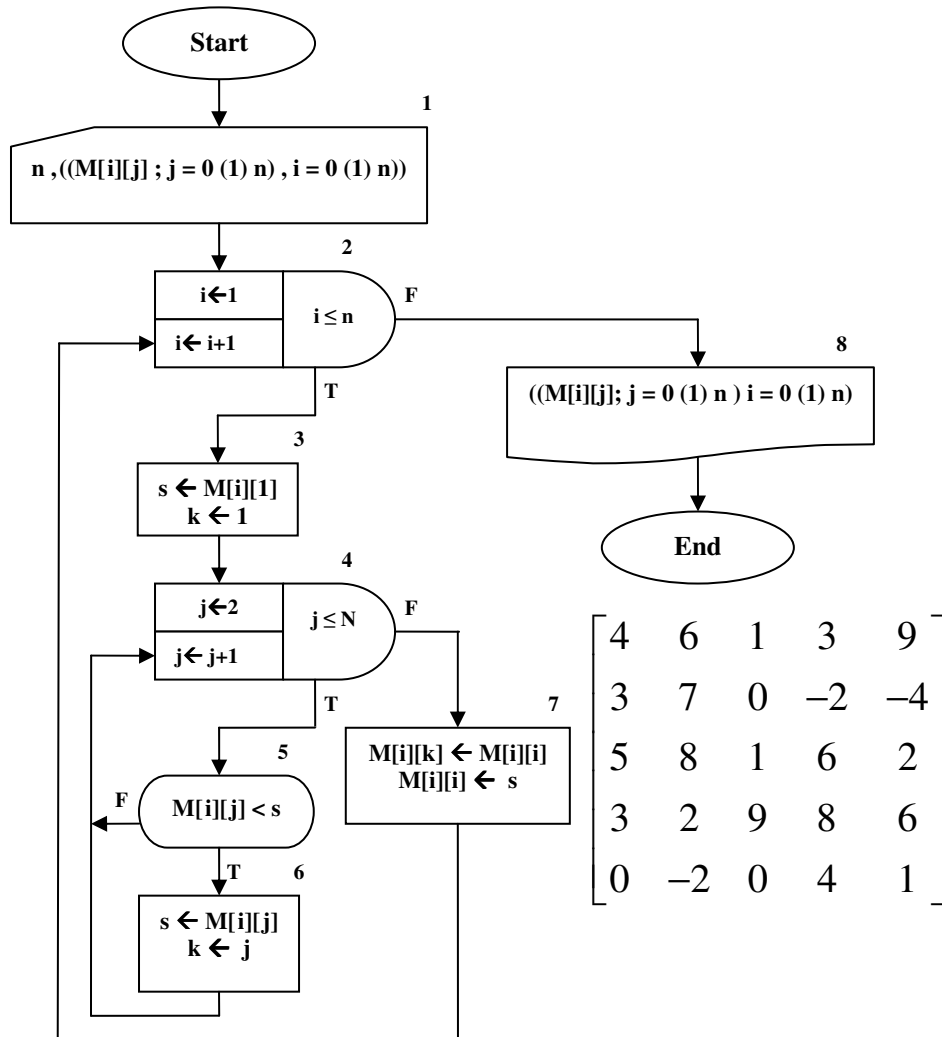 Start
1
n ,((M[i][j] ; j = 0 (1) n) , i = 0 (1) n))
2
i←1
i← i+1
i ≤ n
F
T
8
((M[i][j]; j = 0 (1) n ) i = 0 (1) n)
End
3
s ← M[i][1]
k ← 1
4
j←2
j← j+1
j ≤ N
F
T
7
M[i][k] ← M[i][i]
M[i][i] ← s
5
M[i][j] < s
F
T
6
s ← M[i][j]
k ← j
4 6 1 3 9
3 7 0 −2 −4
5 8 1 6 2
3 2 9 8 6
0 −2 0 4 1